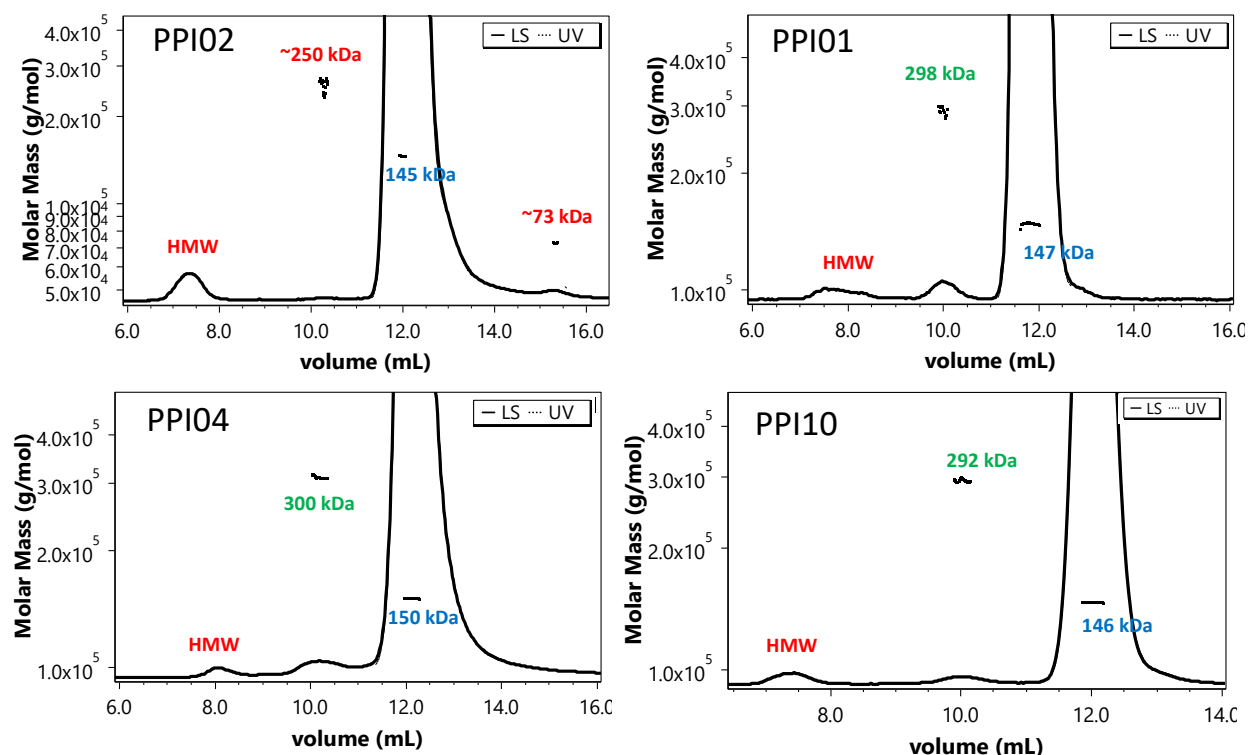 PPI02
— LS ···· UV
Molar Mass (g/mol)
4.0x10⁵
3.0x10⁵
2.0x10⁵
1.0x10⁵
9.0x10⁴
8.0x10⁴
7.0x10⁴
6.0x10⁴
5.0x10⁴
~250 kDa
145 kDa
~73 kDa
HMW
6.0 8.0 10.0 12.0 14.0 16.0
volume (mL)
PPI01
— LS ···· UV
Molar Mass (g/mol)
4.0x10⁵
3.0x10⁵
2.0x10⁵
1.0x10⁵
298 kDa
147 kDa
HMW
6.0 8.0 10.0 12.0 14.0 16.0
volume (mL)
PPI04
— LS ···· UV
Molar Mass (g/mol)
4.0x10⁵
3.0x10⁵
2.0x10⁵
1.0x10⁵
300 kDa
150 kDa
HMW
6.0 8.0 10.0 12.0 14.0 16.0
volume (mL)
PPI10
— LS ···· UV
Molar Mass (g/mol)
4.0x10⁵
3.0x10⁵
2.0x10⁵
1.0x10⁵
292 kDa
146 kDa
HMW
8.0 10.0 12.0 14.0
volume (mL)